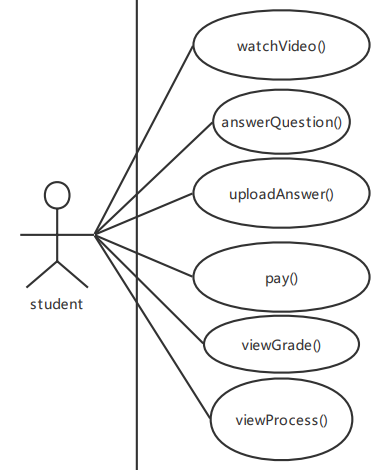 watchVideo()
answerQuestion()
uploadAnswer()
pay()
student
viewGrade()
viewProcess()